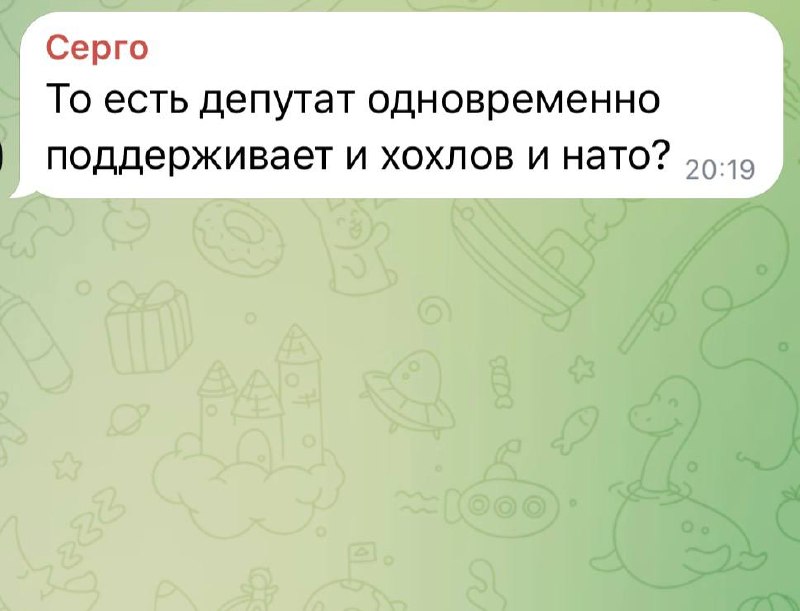 Серго
То есть депутат одновременно
поддерживает и хохлов и нато?
20:19